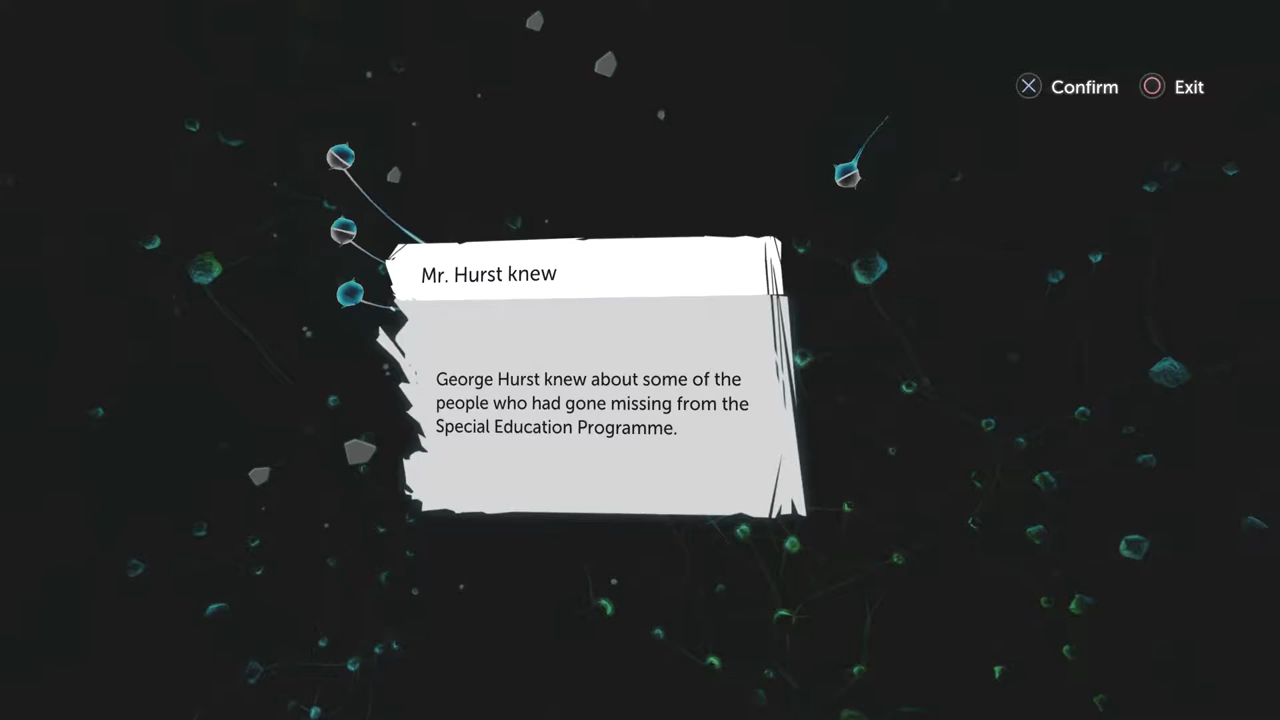 Confirm Exit
Mr. Hurst knew
George Hurst knew about some of the
people who had gone missing from the
Special Education Programme.